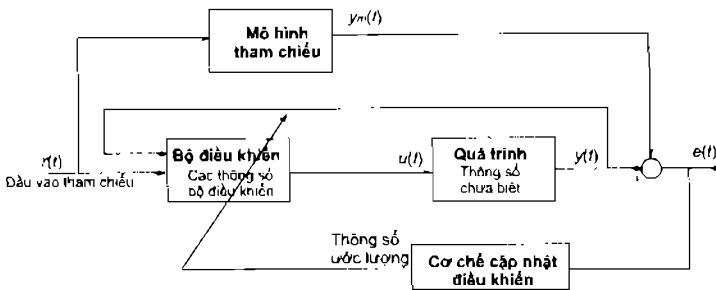 Mô hình
tham chiếu
ym(t)
r(t)
Đầu vào tham chiếu
Bộ điều khiển
Các thông số
bộ điều khiển
u(t)
Quá trình
Thông số
chưa biết
y(t)
e(t)
Thông số
ước lượng
Cơ chế cập nhật
điều khiển